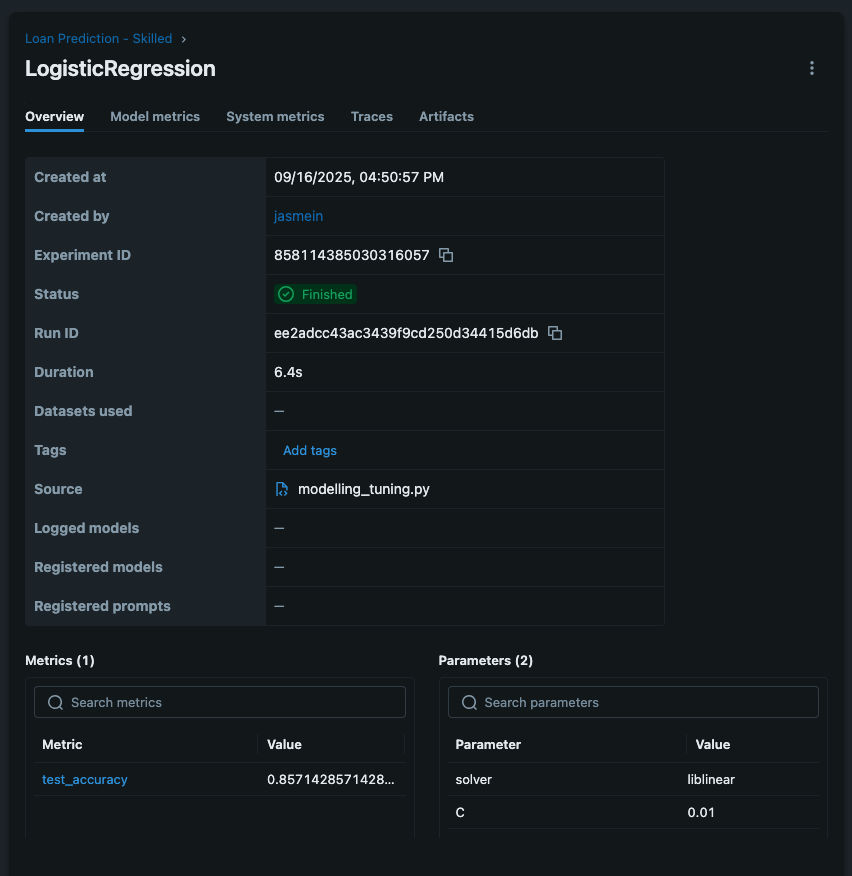 Loan Prediction - Skilled ›
LogisticRegression
Overview Model metrics System metrics Traces Artifacts
Created at 09/16/2025, 04:50:57 PM
Created by jasmein
Experiment ID 858114385030316057
Status Finished
Run ID ee2adcc43ac3439f9cd250d34415d6db
Duration 6.4s
Datasets used —
Tags Add tags
Source modelling_tuning.py
Logged models —
Registered models —
Registered prompts —
Metrics (1)
Search metrics
Metric Value
test_accuracy 0.8571428571428...
Parameters (2)
Search parameters
Parameter Value
solver liblinear
C 0.01